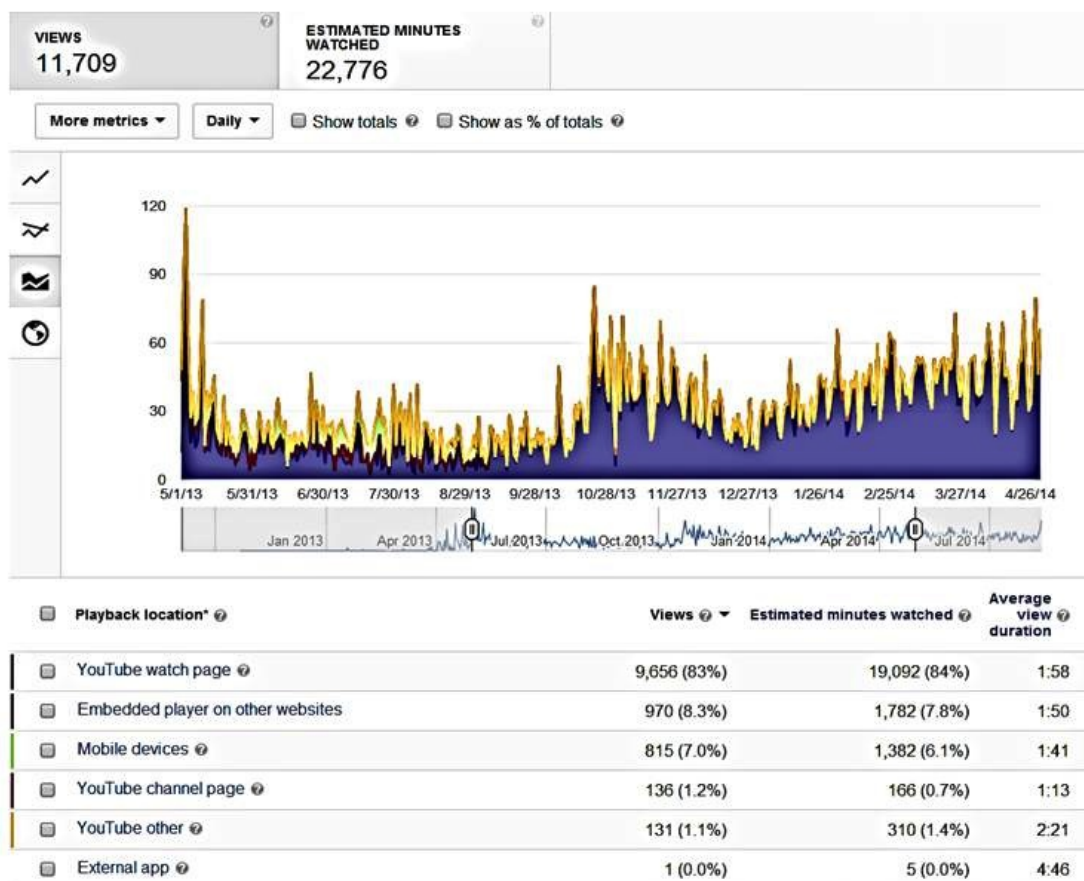 VIEWS
11,709
ESTIMATED MINUTES
WATCHED
22,776
More metrics
Daily
Show totals
Show as % of totals
120
90
60
30
0
5/1/13 5/31/13 6/30/13 7/30/13 8/29/13 9/28/13 10/28/13 11/27/13 12/27/13 1/26/14 2/25/14 3/27/14 4/26/14
Jan 2013 Apr 2013 Jul 2013 Oct 2013 Jan 2014 Apr 2014 Jul 2014
Playback location* Views Estimated minutes watched Average
view
duration
YouTube watch page 9,656 (83%) 19,092 (84%) 1:58
Embedded player on other websites 970 (8.3%) 1,782 (7.8%) 1:50
Mobile devices 815 (7.0%) 1,382 (6.1%) 1:41
YouTube channel page 136 (1.2%) 166 (0.7%) 1:13
YouTube other 131 (1.1%) 310 (1.4%) 2:21
External app 1 (0.0%) 5 (0.0%) 4:46